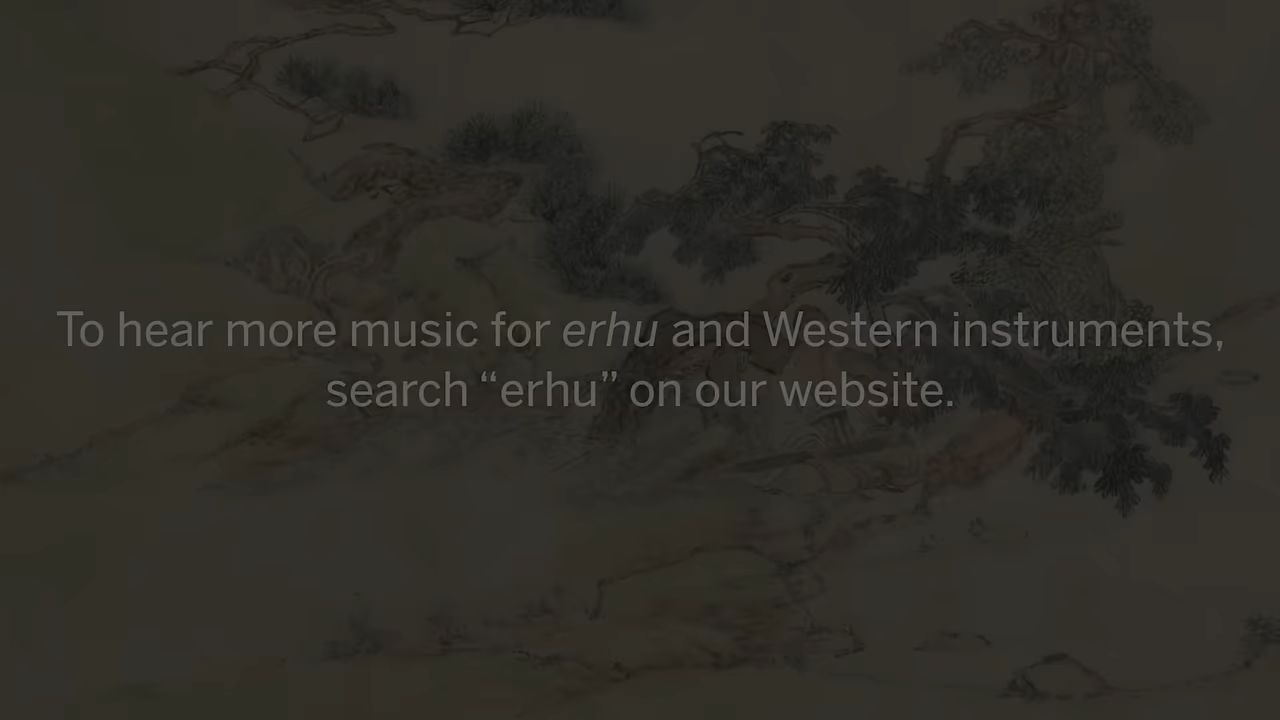 To hear more music for erhu and Western instruments,
search “erhu” on our website.